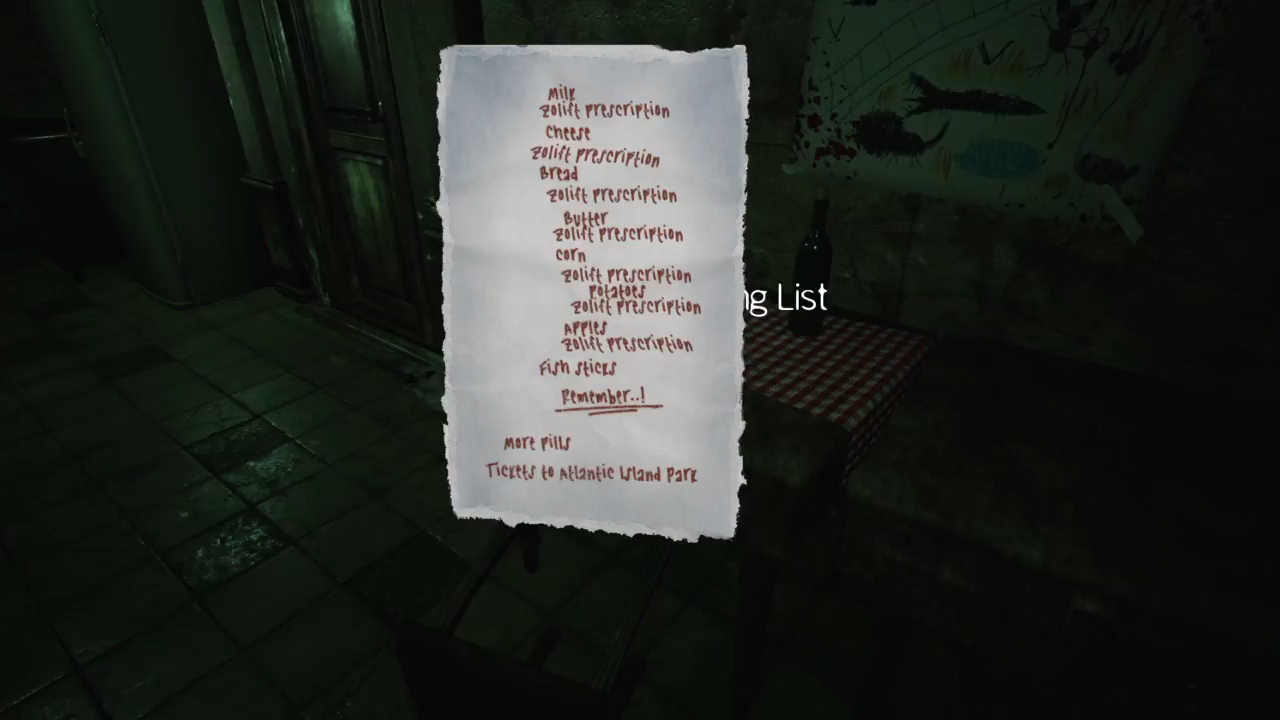 Milk
Zolift prescription
Cheese
Zolift prescription
Bread
Zolift prescription
Butter
Zolift prescription
Corn
Zolift prescription
Potatoes
Zolift prescription
Apples
Zolift prescription
Fish sticks
Remember..!
More pills
Tickets to Atlantic Island Park
ng List